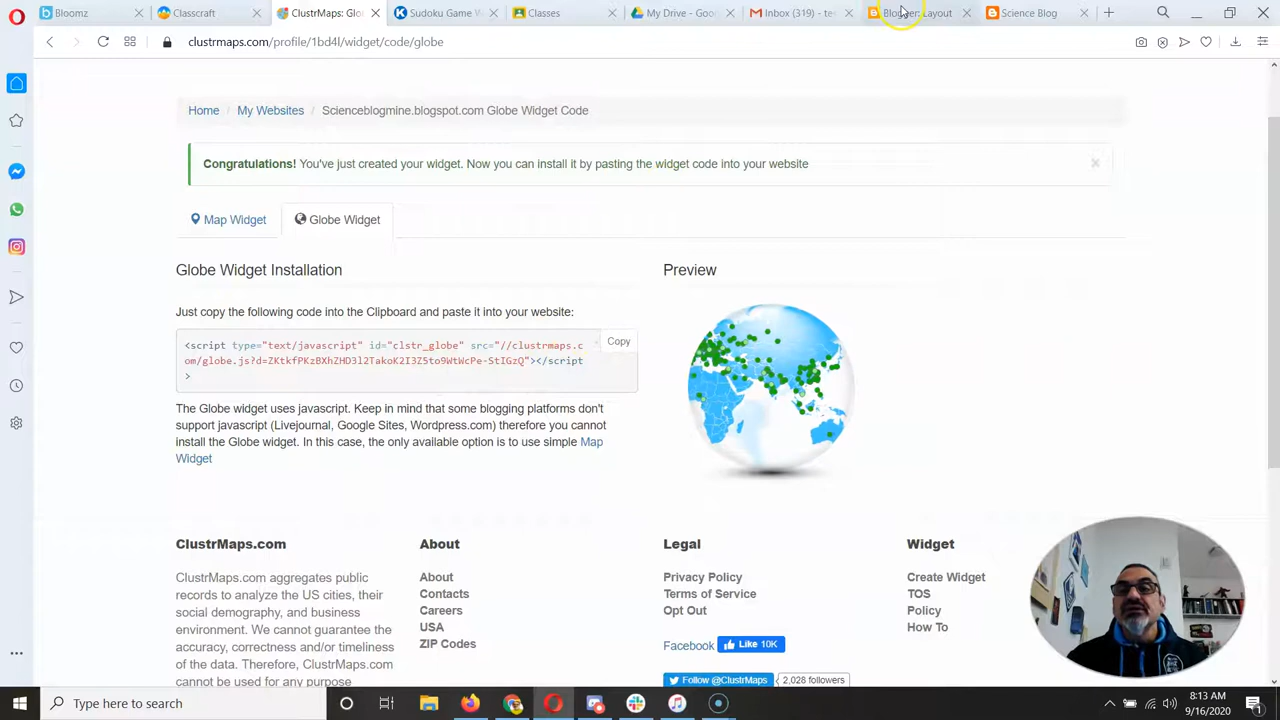 Bloomz
Classcraft
ClustrMaps: Glo
Sudoku Game W
Classes
My Drive - Goo
Inbox (319) - te
Blogger: Layout
Science Blog
clustrmaps.com/profile/1bd4l/widget/code/globe
Home / My Websites / Scienceblogmine.blogspot.com Globe Widget Code
Congratulations! You've just created your widget. Now you can install it by pasting the widget code into your website
Map Widget
Globe Widget
Globe Widget Installation
Preview
Just copy the following code into the Clipboard and paste it into your website:
<script type="text/javascript" id="clstr_globe" src="//clustrmaps.c
om/globe.js?d=ZKtkfPKzBXhZHD3l2TakoK2I3Z5to9WtWcPe-StIGzQ"></script
>
Copy
The Globe widget uses javascript. Keep in mind that some blogging platforms don't
support javascript (Livejournal, Google Sites, Wordpress.com) therefore you cannot
install the Globe widget. In this case, the only available option is to use simple Map
Widget
ClustrMaps.com
About
Legal
Widget
ClustrMaps.com aggregates public
records to analyze the US cities, their
social demography, and business
environment. We cannot guarantee the
accuracy, correctness and/or timeliness
of the data. Therefore, ClustrMaps.com
cannot be used for any purpose
About
Contacts
Careers
USA
ZIP Codes
Privacy Policy
Terms of Service
Opt Out
Facebook
Like 10K
Follow @ClustrMaps
2,028 followers
Create Widget
TOS
Policy
How To
Type here to search
8:13 AM
9/16/2020